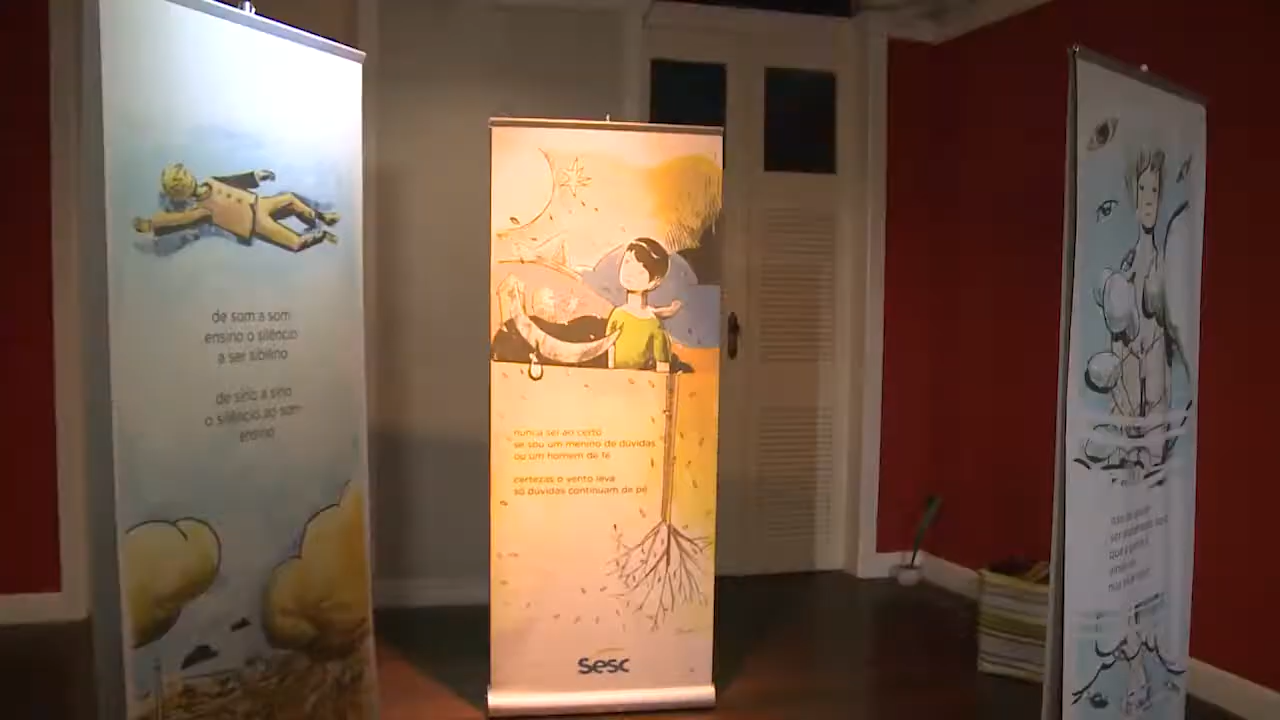 de som a som
ensino o silêncio
a ser sibilino
de sino a sino
o silêncio ao som
ensino
nunca sei ao certo
se sou um menino de dúvidas
ou um homem de fé
certezas o vento leva
só dúvidas continuam de pé
Sesc